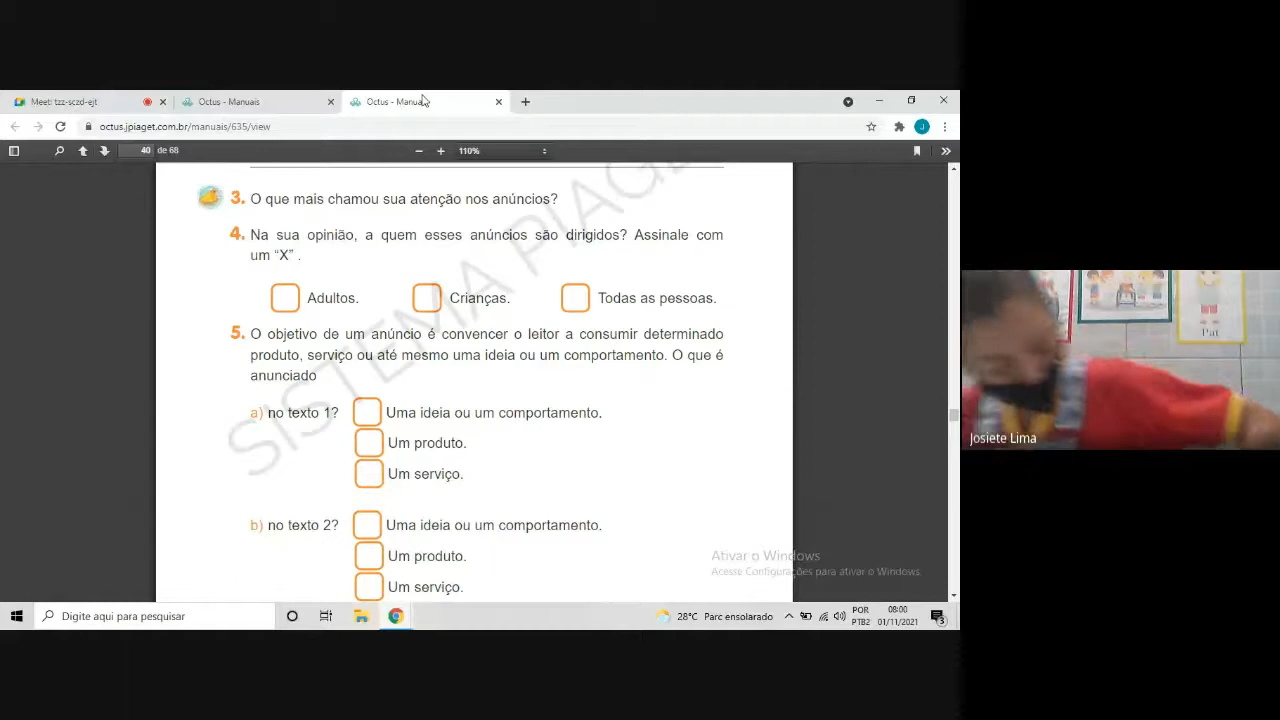 Meet: tzz-sczd-ejt
Octus - Manuais
Octus - Manuais
octus.jpiaget.com.br/manuais/635/view
J
40 de 68
110%
SISTEMA PIAGET
3. O que mais chamou sua atenção nos anúncios?
4. Na sua opinião, a quem esses anúncios são dirigidos? Assinale com
um “X” .
Adultos. Crianças. Todas as pessoas.
5. O objetivo de um anúncio é convencer o leitor a consumir determinado
produto, serviço ou até mesmo uma ideia ou um comportamento. O que é
anunciado
a) no texto 1? Uma ideia ou um comportamento.
Um produto.
Um serviço.
b) no texto 2? Uma ideia ou um comportamento.
Um produto.
Um serviço.
Ativar o Windows
Acesse Configurações para ativar o Windows.
Digite aqui para pesquisar
28°C Parc ensolarado
POR
PTB2
08:00
01/11/2021
3
Pat
Josiete Lima